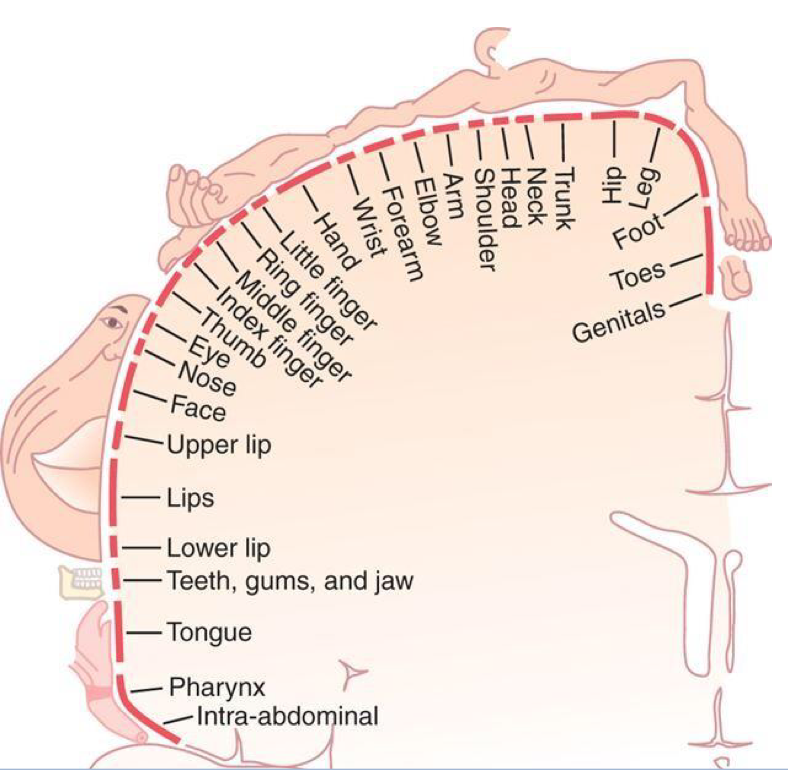 Genitals
Toes
Foot
Leg
Hip
Trunk
Neck
Head
Shoulder
Arm
Elbow
Forearm
Wrist
Hand
Little finger
Ring finger
Middle finger
Index finger
Thumb
Eye
Nose
Face
Upper lip
Lips
Lower lip
Teeth, gums, and jaw
Tongue
Pharynx
Intra-abdominal